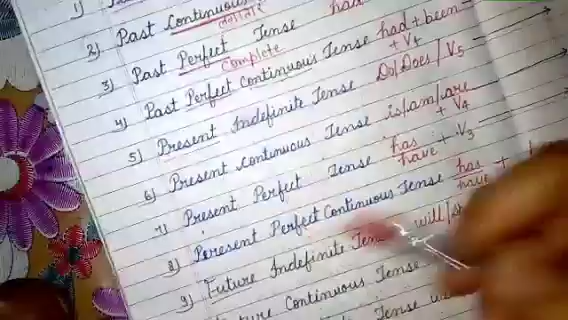 1)
2) Past Continuous
लगातार
3) Past Perfect Tense had
Complete
4) Past Perfect Continuous Tense had + been
+ V4
5) Present Indefinite Tense Do/Does/V5
6) Present continuous Tense is/am/are
+ V4
7) Present Perfect Tense has + V3
have
8) Peresent Perfect Continuous Tense has +
have
9) Future Indefinite will/
Continuous Tense
Tense